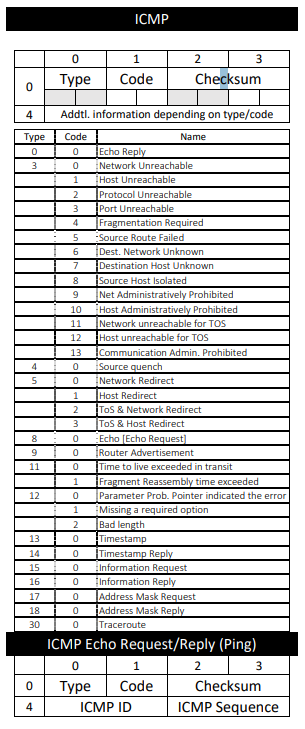 ICMP
0 1 2 3
0 Type Code Checksum
4 Addtl. information depending on type/code
Type Code Name
0 0 Echo Reply
3 0 Network Unreachable
1 Host Unreachable
2 Protocol Unreachable
3 Port Unreachable
4 Fragmentation Required
5 Source Route Failed
6 Dest. Network Unknown
7 Destination Host Unknown
8 Source Host Isolated
9 Net Administratively Prohibited
10 Host Administratively Prohibited
11 Network unreachable for TOS
12 Host unreachable for TOS
13 Communication Admin. Prohibited
4 0 Source quench
5 0 Network Redirect
1 Host Redirect
2 ToS & Network Redirect
3 ToS & Host Redirect
8 0 Echo [Echo Request]
9 0 Router Advertisement
11 0 Time to live exceeded in transit
1 Fragment Reassembly time exceeded
12 0 Parameter Prob. Pointer indicated the error
1 Missing a required option
2 Bad length
13 0 Timestamp
14 0 Timestamp Reply
15 0 Information Request
16 0 Information Reply
17 0 Address Mask Request
18 0 Address Mask Reply
30 0 Traceroute
ICMP Echo Request/Reply (Ping)
0 1 2 3
0 Type Code Checksum
4 ICMP ID ICMP Sequence